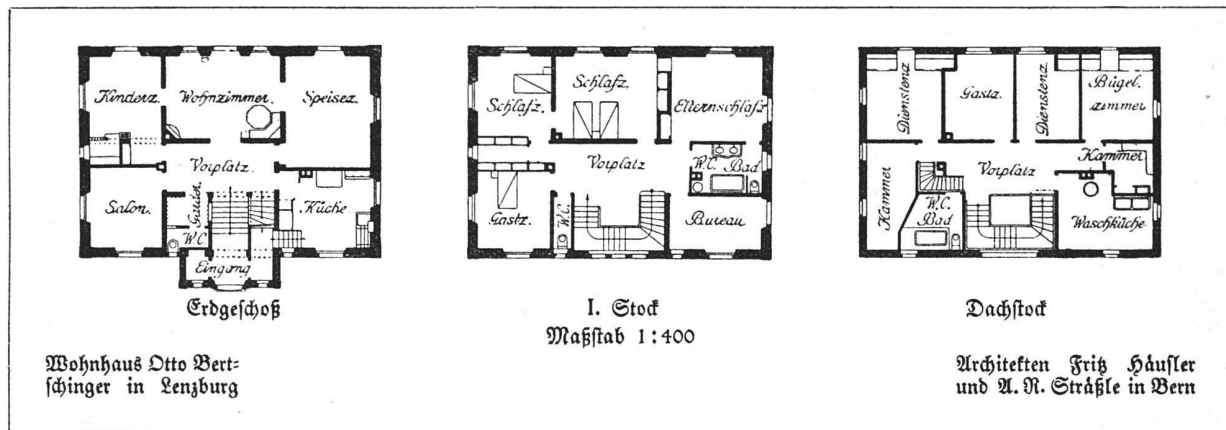 Kinderz.
Wohnzimmer.
Speisez.
Vorplatz.
Salon.
Küche
W.C.
Eingang
Erdgeschoß
Schlafz.
Schlafz.
Elternschlafz
Vorplatz
W.C.
Bad
Gastz.
W.C.
Bureau
I. Stock
Maßstab 1:400
Dienstenz
Gastz.
Dienstenz
Bügel.
zimmer
Kammer
Vorplatz
Kammer
W.C.
Bad
Waschküche
Dachstock
Wohnhaus Otto Bert-
schinger in Lenzburg
Architekten Fritz Häusler
und A. R. Sträßle in Bern